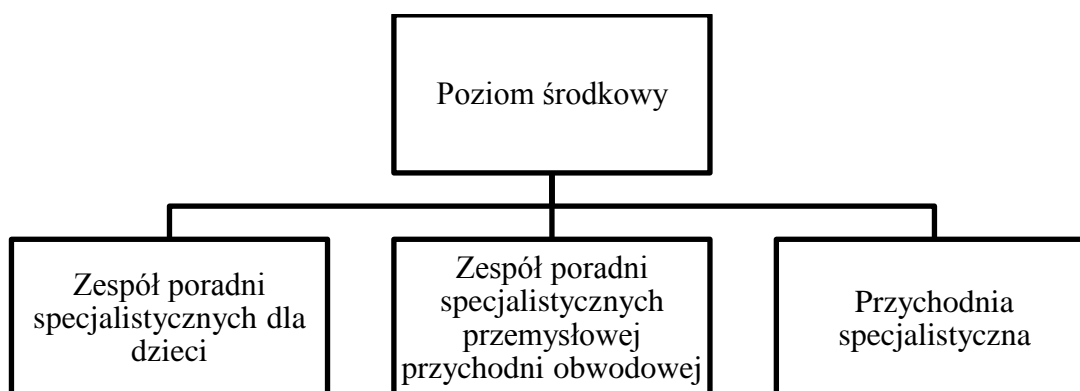 Poziom środkowy
Zespół poradni
specjalistycznych dla
dzieci
Zespół poradni
specjalistycznych
przemysłowej
przychodni obwodowej
Przychodnia
specjalistyczna